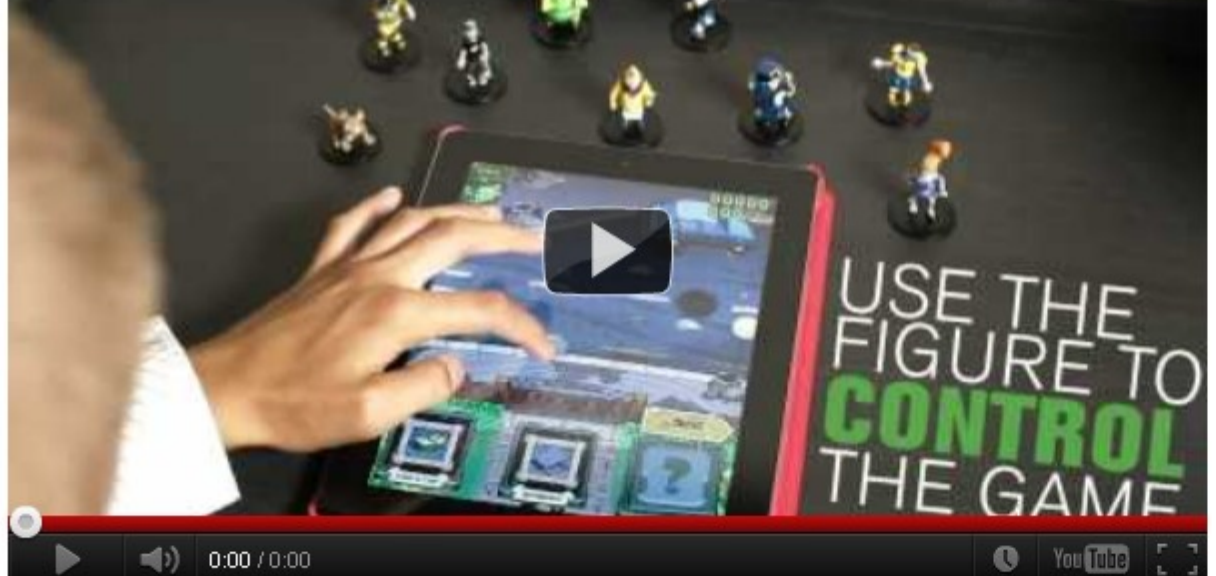 USE THE
FIGURE TO
CONTROL
THE GAME
?
0:00 / 0:00
YouTube